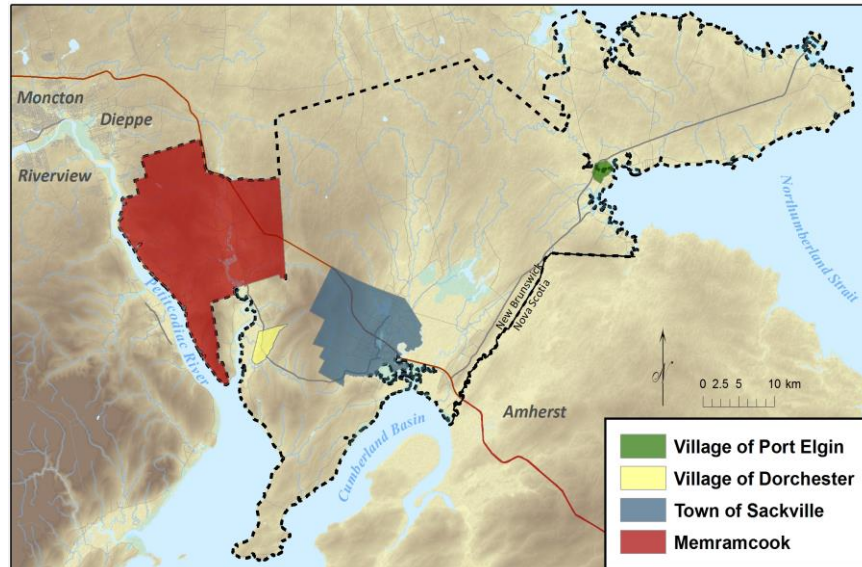 Moncton
Dieppe
Riverview
Petitcodiac River
Cumberland Basin
Northumberland Strait
New Brunswick
Nova Scotia
Amherst
0 2.5 5 10 km
Village of Port Elgin
Village of Dorchester
Town of Sackville
Memramcook